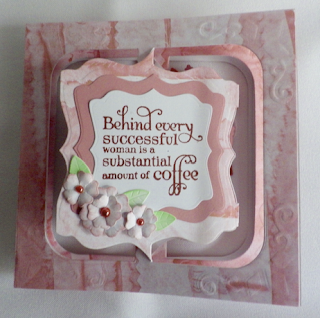 Behind every
successful
woman is a
substantial
amount of coffee